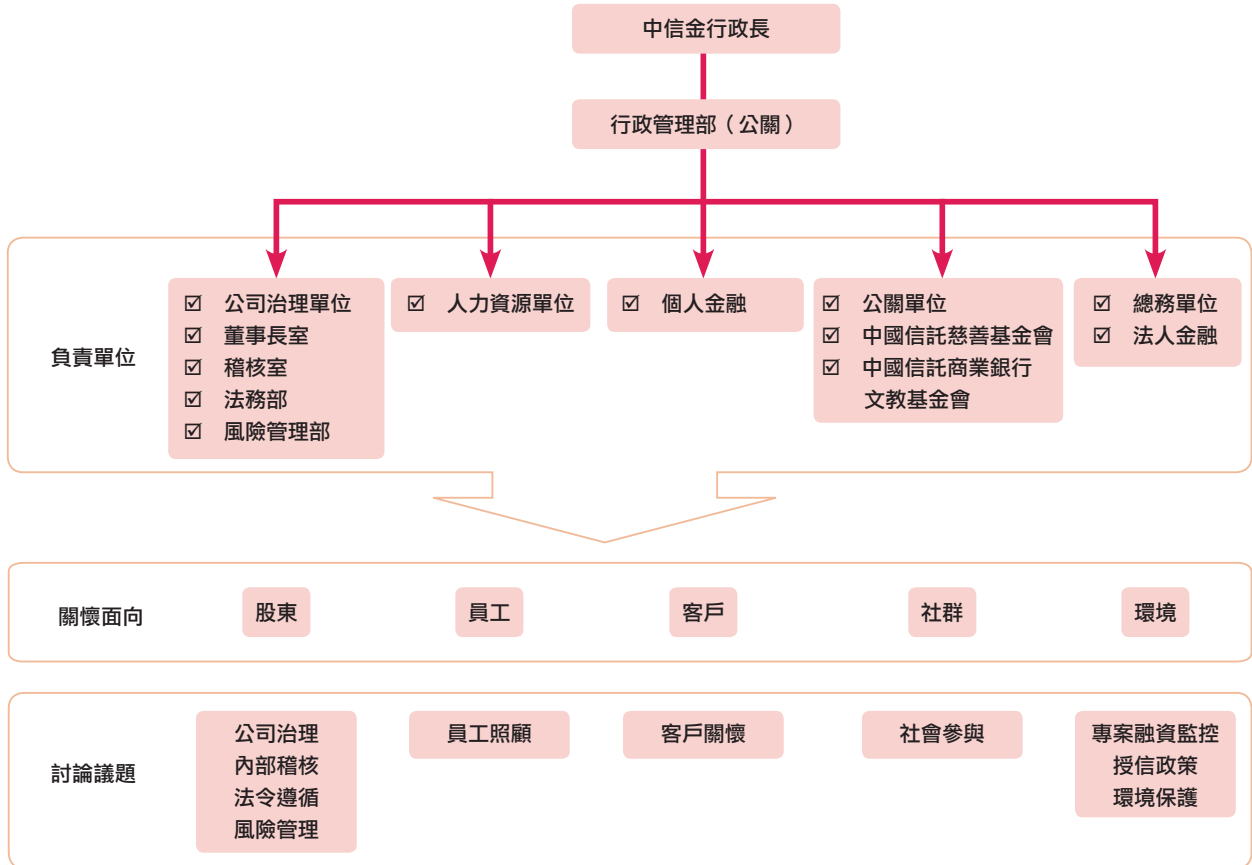 中信金行政長
行政管理部（公關）
負責單位
☑ 公司治理單位
☑ 董事長室
☑ 稽核室
☑ 法務部
☑ 風險管理部
☑ 人力資源單位
☑ 個人金融
☑ 公關單位
☑ 中國信託慈善基金會
☑ 中國信託商業銀行
文教基金會
☑ 總務單位
☑ 法人金融
關懷面向
股東
員工
客戶
社群
環境
討論議題
公司治理
內部稽核
法令遵循
風險管理
員工照顧
客戶關懷
社會參與
專案融資監控
授信政策
環境保護